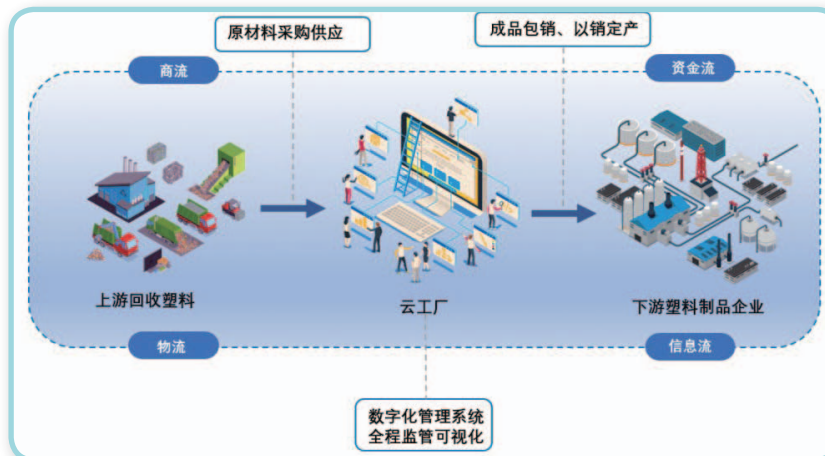 原材料采购供应
成品包销、以销定产
商流
资金流
上游回收塑料
云工厂
下游塑料制品企业
物流
信息流
数字化管理系统
全程监管可视化